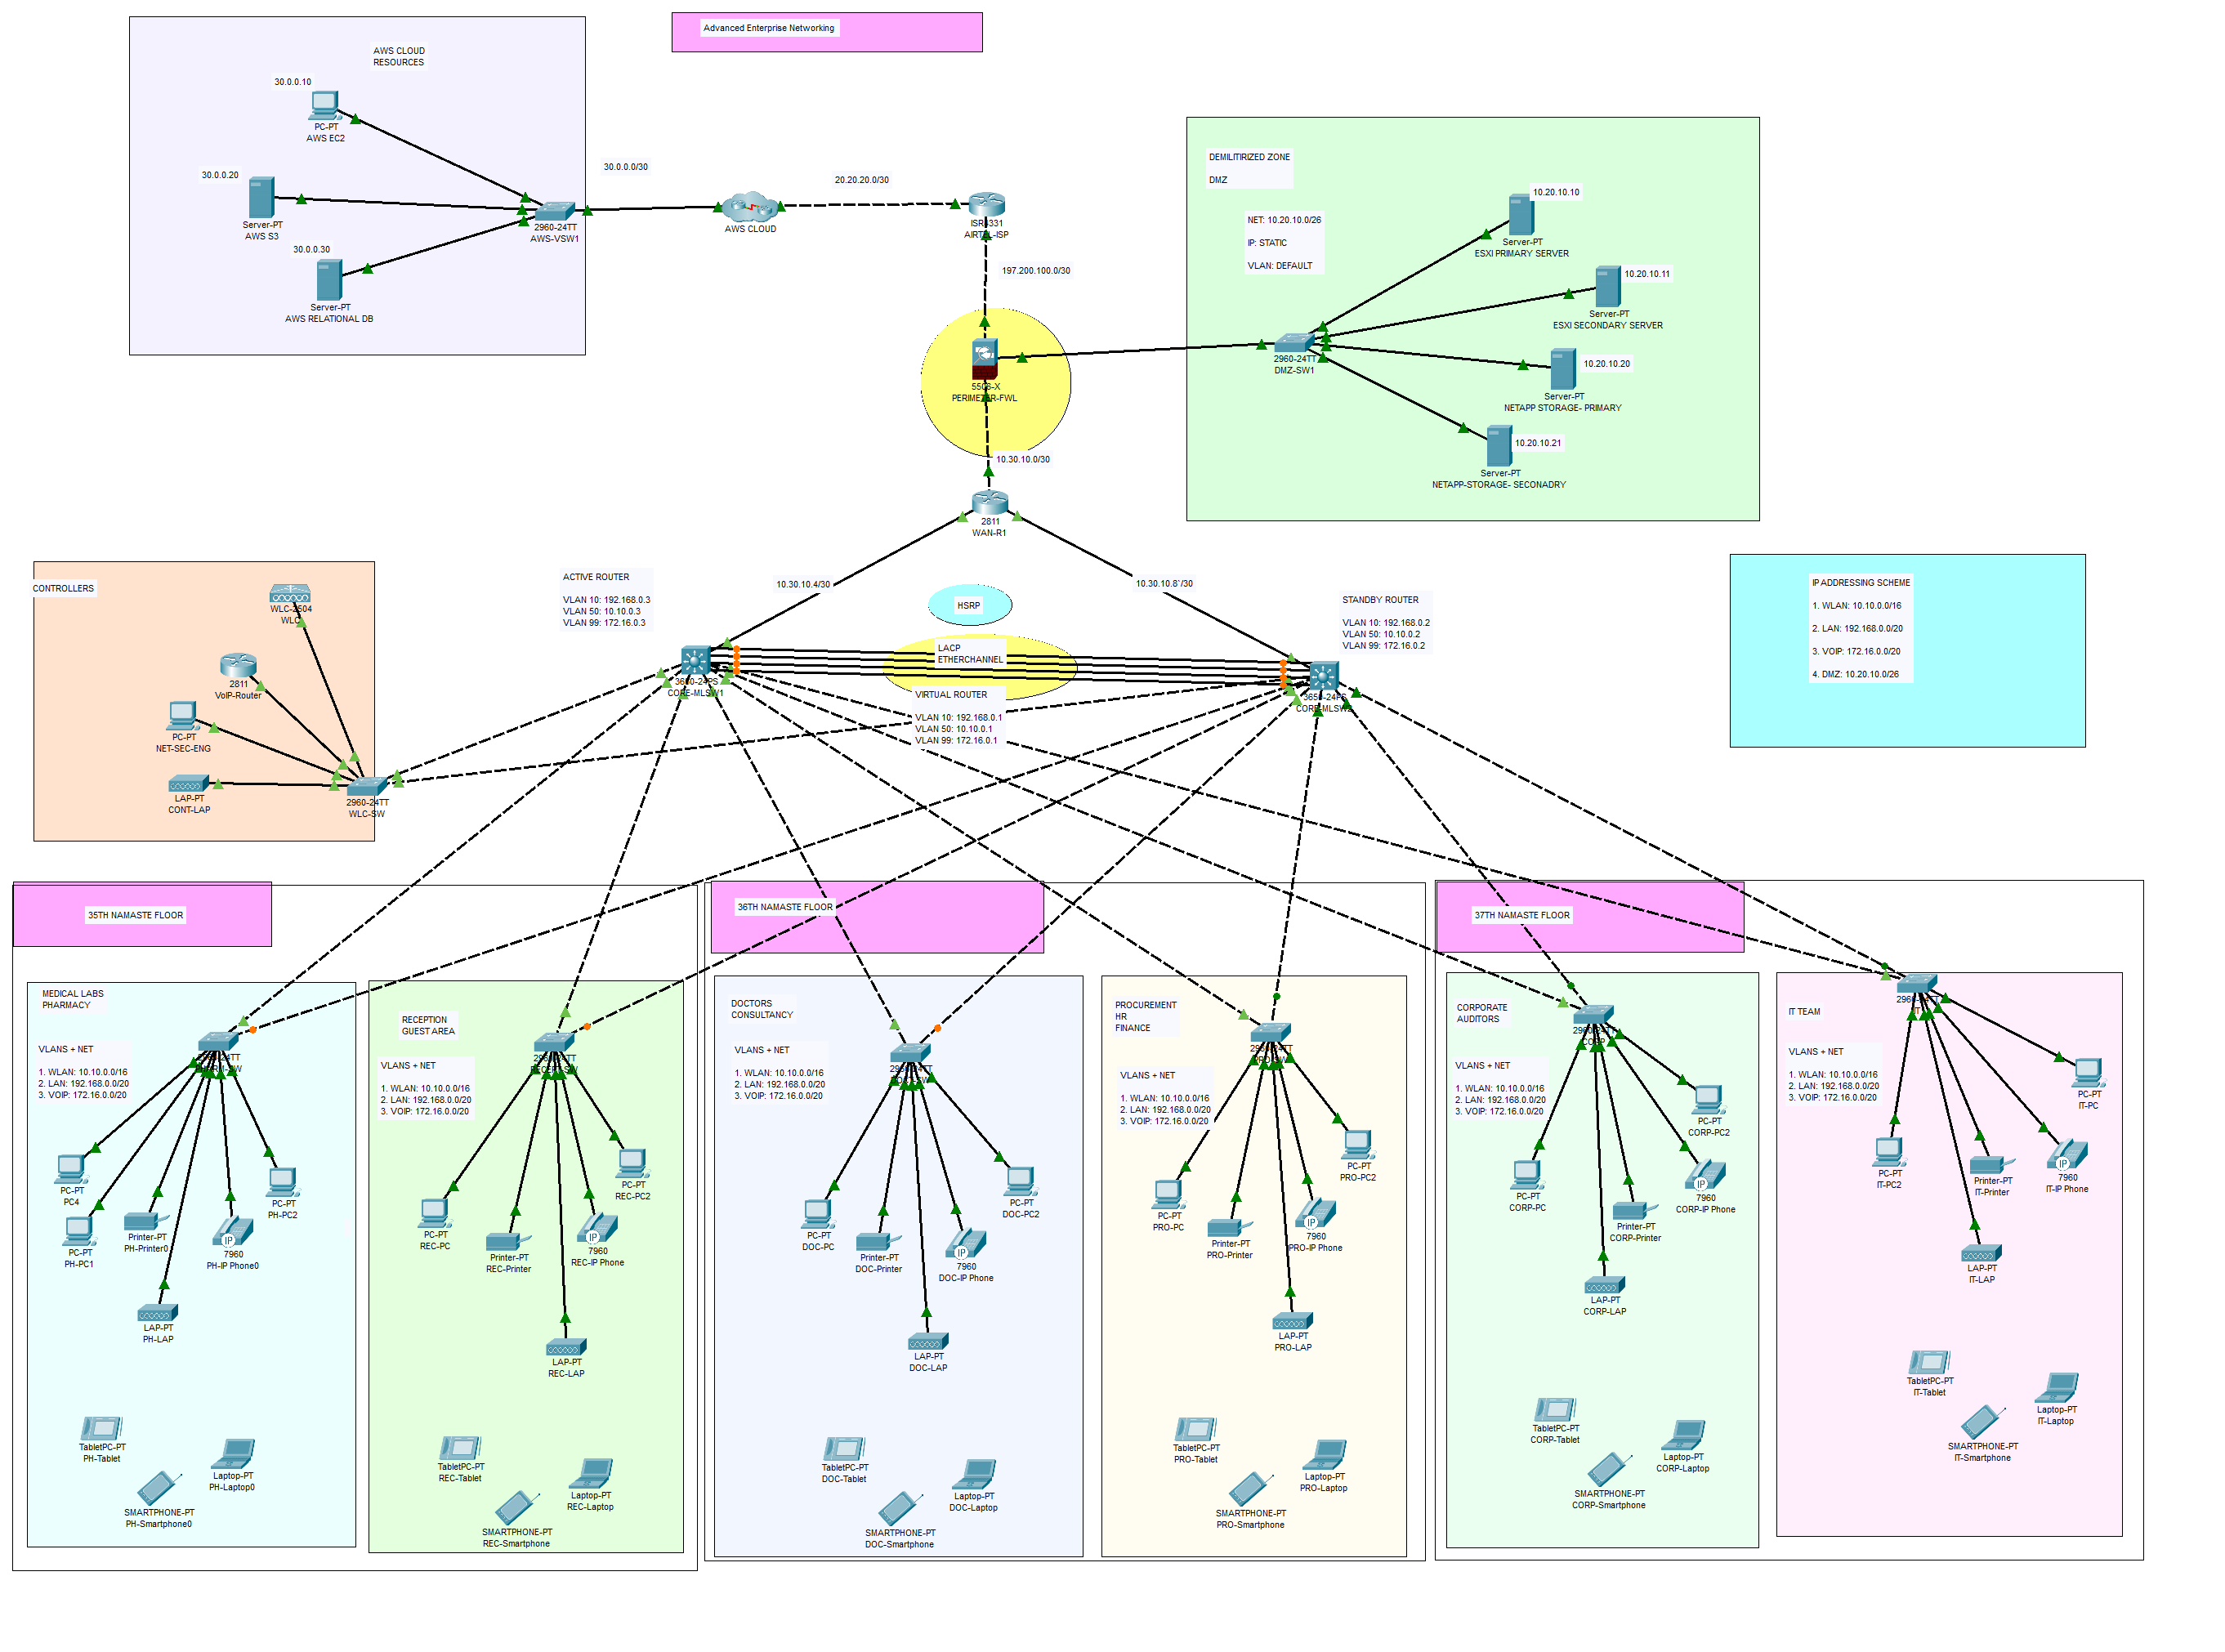 Advanced Enterprise Networking
AWS CLOUD
RESOURCES
30.0.0.10
PC-PT
AWS EC2
30.0.0.20
Server-PT
AWS S3
30.0.0.30
Server-PT
AWS RELATIONAL DB
2960-24TT
AWS-VSW1
30.0.0.0/30
AWS CLOUD
20.20.20.0/30
AIRTEL-ISP
197.200.100.0/30
5506-X
PERIMETER-FWL
10.30.10.0/30
2811
WAN-R1
DEMILITIRIZED ZONE
DMZ
NET: 10.20.10.0/26
IP: STATIC
VLAN: DEFAULT
2960-24TT
DMZ-SW1
10.20.10.10
Server-PT
ESXI PRIMARY SERVER
10.20.10.11
Server-PT
ESXI SECONDARY SERVER
10.20.10.20
Server-PT
NETAPP STORAGE- PRIMARY
10.20.10.21
Server-PT
NETAPP-STORAGE- SECONADRY
CONTROLLERS
WLC-2504
WLC
2811
VoIP-Router
PC-PT
NET-SEC-ENG
LAP-PT
CONT-LAP
2960-24TT
WLC-SW
ACTIVE ROUTER
VLAN 10: 192.168.0.3
VLAN 50: 10.10.0.3
VLAN 99: 172.16.0.3
10.30.10.4/30
10.30.10.8`/30
HSRP
LACP
ETHERCHANNEL
3650-24PS
CORE-MLSW1
VIRTUAL ROUTER
VLAN 10: 192.168.0.1
VLAN 50: 10.10.0.1
VLAN 99: 172.16.0.1
STANDBY ROUTER
VLAN 10: 192.168.0.2
VLAN 50: 10.10.0.2
VLAN 99: 172.16.0.2
3650-24PS
CORE-MLSW2
IP ADDRESSING SCHEME
1. WLAN: 10.10.0.0/16
2. LAN: 192.168.0.0/20
3. VOIP: 172.16.0.0/20
4. DMZ: 10.20.10.0/26
35TH NAMASTE FLOOR
MEDICAL LABS
PHARMACY
VLANS + NET
1. WLAN: 10.10.0.0/16
2. LAN: 192.168.0.0/20
3. VOIP: 172.16.0.0/20
PC-PT
PC4
PC-PT
PH-PC1
Printer-PT
PH-Printer0
7960
PH-IP Phone0
PC-PT
PH-PC2
LAP-PT
PH-LAP
TabletPC-PT
PH-Tablet
SMARTPHONE-PT
PH-Smartphone0
Laptop-PT
PH-Laptop0
RECEPTION
GUEST AREA
VLANS + NET
1. WLAN: 10.10.0.0/16
2. LAN: 192.168.0.0/20
3. VOIP: 172.16.0.0/20
PC-PT
REC-PC
Printer-PT
REC-Printer
7960
REC-IP Phone
PC-PT
REC-PC2
LAP-PT
REC-LAP
TabletPC-PT
REC-Tablet
SMARTPHONE-PT
REC-Smartphone
Laptop-PT
REC-Laptop
36TH NAMASTE FLOOR
DOCTORS
CONSULTANCY
VLANS + NET
1. WLAN: 10.10.0.0/16
2. LAN: 192.168.0.0/20
3. VOIP: 172.16.0.0/20
PC-PT
DOC-PC
Printer-PT
DOC-Printer
7960
DOC-IP Phone
PC-PT
DOC-PC2
LAP-PT
DOC-LAP
TabletPC-PT
DOC-Tablet
SMARTPHONE-PT
DOC-Smartphone
Laptop-PT
DOC-Laptop
PROCUREMENT
HR
FINANCE
VLANS + NET
1. WLAN: 10.10.0.0/16
2. LAN: 192.168.0.0/20
3. VOIP: 172.16.0.0/20
PC-PT
PRO-PC
Printer-PT
PRO-Printer
7960
PRO-IP Phone
PC-PT
PRO-PC2
LAP-PT
PRO-LAP
TabletPC-PT
PRO-Tablet
SMARTPHONE-PT
PRO-Smartphone
Laptop-PT
PRO-Laptop
37TH NAMASTE FLOOR
CORPORATE
AUDITORS
VLANS + NET
1. WLAN: 10.10.0.0/16
2. LAN: 192.168.0.0/20
3. VOIP: 172.16.0.0/20
PC-PT
CORP-PC
Printer-PT
CORP-Printer
7960
CORP-IP Phone
PC-PT
CORP-PC2
LAP-PT
CORP-LAP
TabletPC-PT
CORP-Tablet
SMARTPHONE-PT
CORP-Smartphone
Laptop-PT
CORP-Laptop
IT TEAM
VLANS + NET
1. WLAN: 10.10.0.0/16
2. LAN: 192.168.0.0/20
3. VOIP: 172.16.0.0/20
PC-PT
IT-PC2
Printer-PT
IT-Printer
7960
IT-IP Phone
PC-PT
IT-PC
LAP-PT
IT-LAP
TabletPC-PT
IT-Tablet
SMARTPHONE-PT
IT-Smartphone
Laptop-PT
IT-Laptop